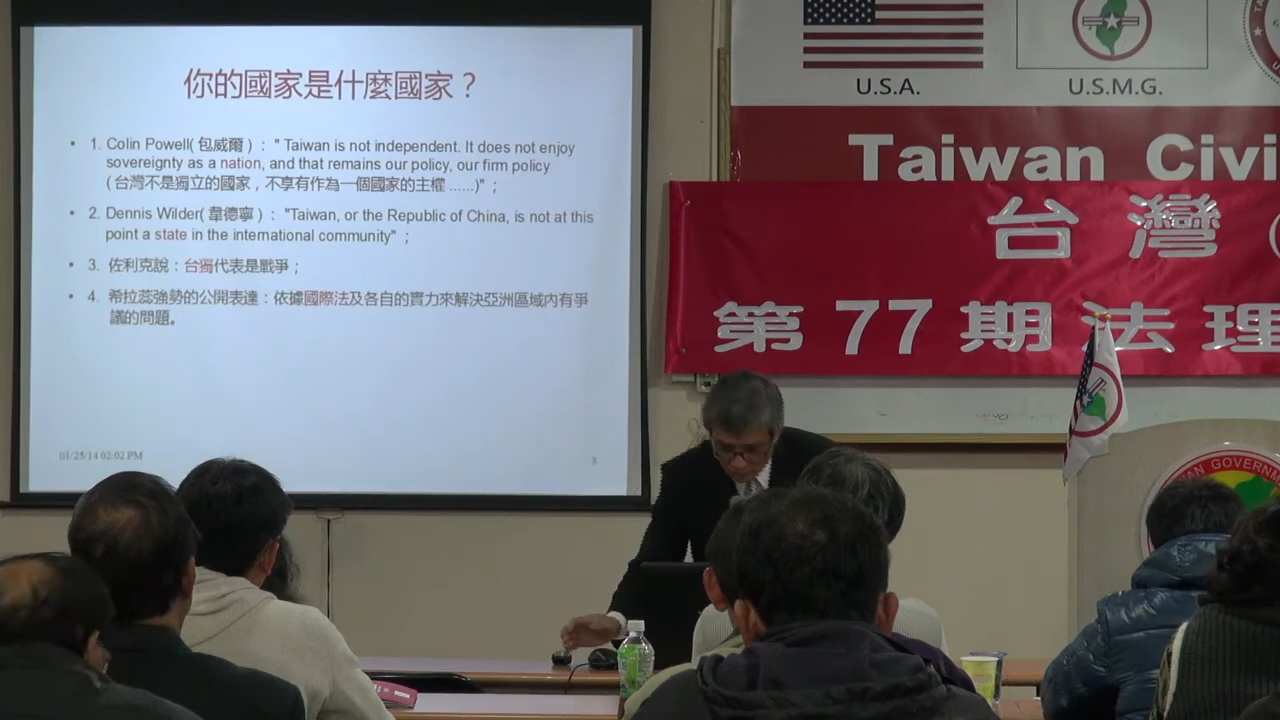 你的國家是什麼國家？
• 1. Colin Powell( 包威爾 ) : " Taiwan is not independent. It does not enjoy
sovereignty as a nation, and that remains our policy, our firm policy
( 台灣不是獨立的國家，不享有作為一個國家的主權 ......)" ；
• 2. Dennis Wilder( 韋德寧 ) : "Taiwan, or the Republic of China, is not at this
point a state in the international community" ；
• 3. 佐利克說：台獨代表是戰爭；
• 4. 希拉蕊強勢的公開表達：依據國際法及各自的實力來解決亞洲區域內有爭
議的問題。
01/25/14 02:02 PM
8
U.S.A.
U.S.M.G.
Taiwan Civi
台灣
第77期法理
GOVERNM